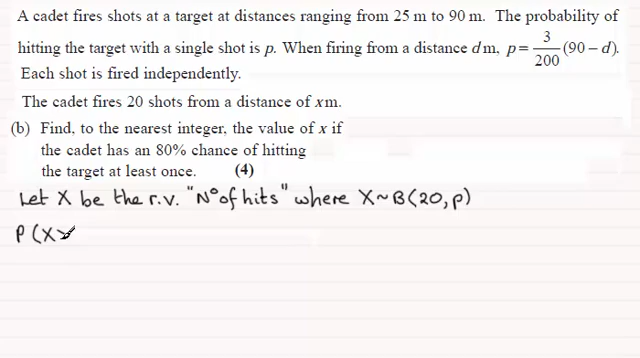 A cadet fires shots at a target at distances ranging from 25 m to 90 m. The probability of
hitting the target with a single shot is p. When firing from a distance d m, p = 3/200 (90 – d).
Each shot is fired independently.
The cadet fires 20 shots from a distance of x m.
(b) Find, to the nearest integer, the value of x if
the cadet has an 80% chance of hitting
the target at least once. (4)
Let X be the r.v. "Nº of hits" where X~B(20, p)
P(X